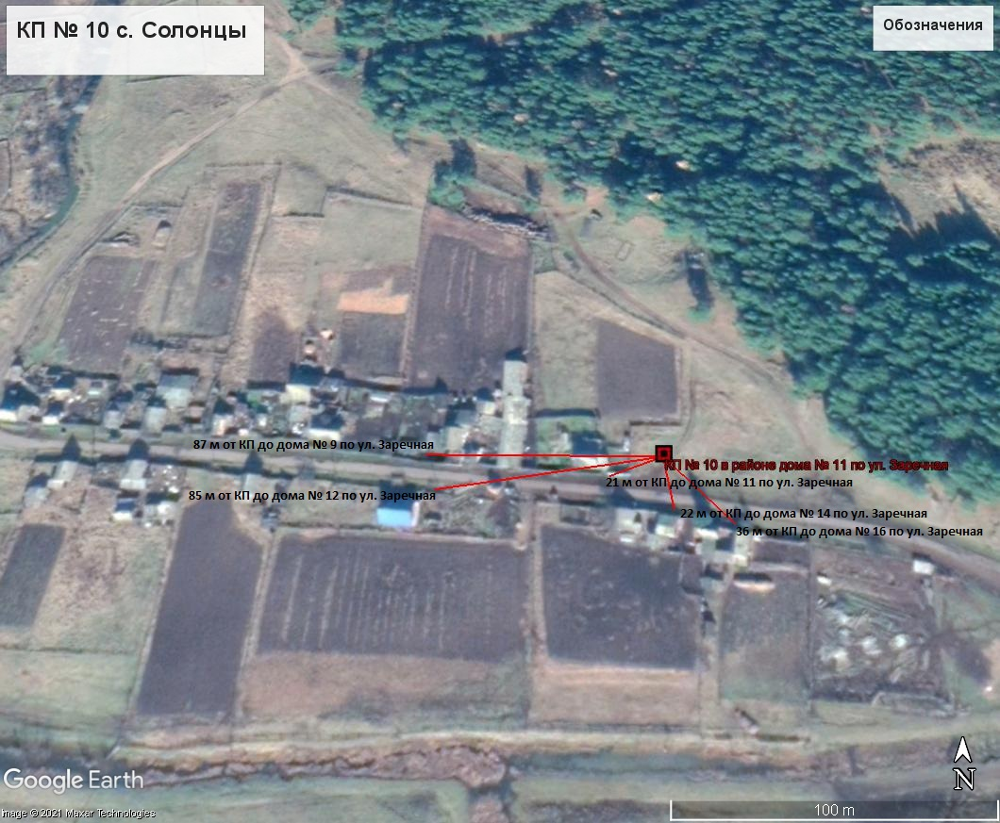 КП № 10 с. Солонцы
Обозначения
87 м от КП до дома № 9 по ул. Заречная
КП № 10 в районе дома № 11 по ул. Заречная
21 м от КП до дома № 11 по ул. Заречная
85 м от КП до дома № 12 по ул. Заречная
22 м от КП до дома № 14 по ул. Заречная
36 м от КП до дома № 16 по ул. Заречная
N
Google Earth
100 m
mage © 2021 Maxar Technologies